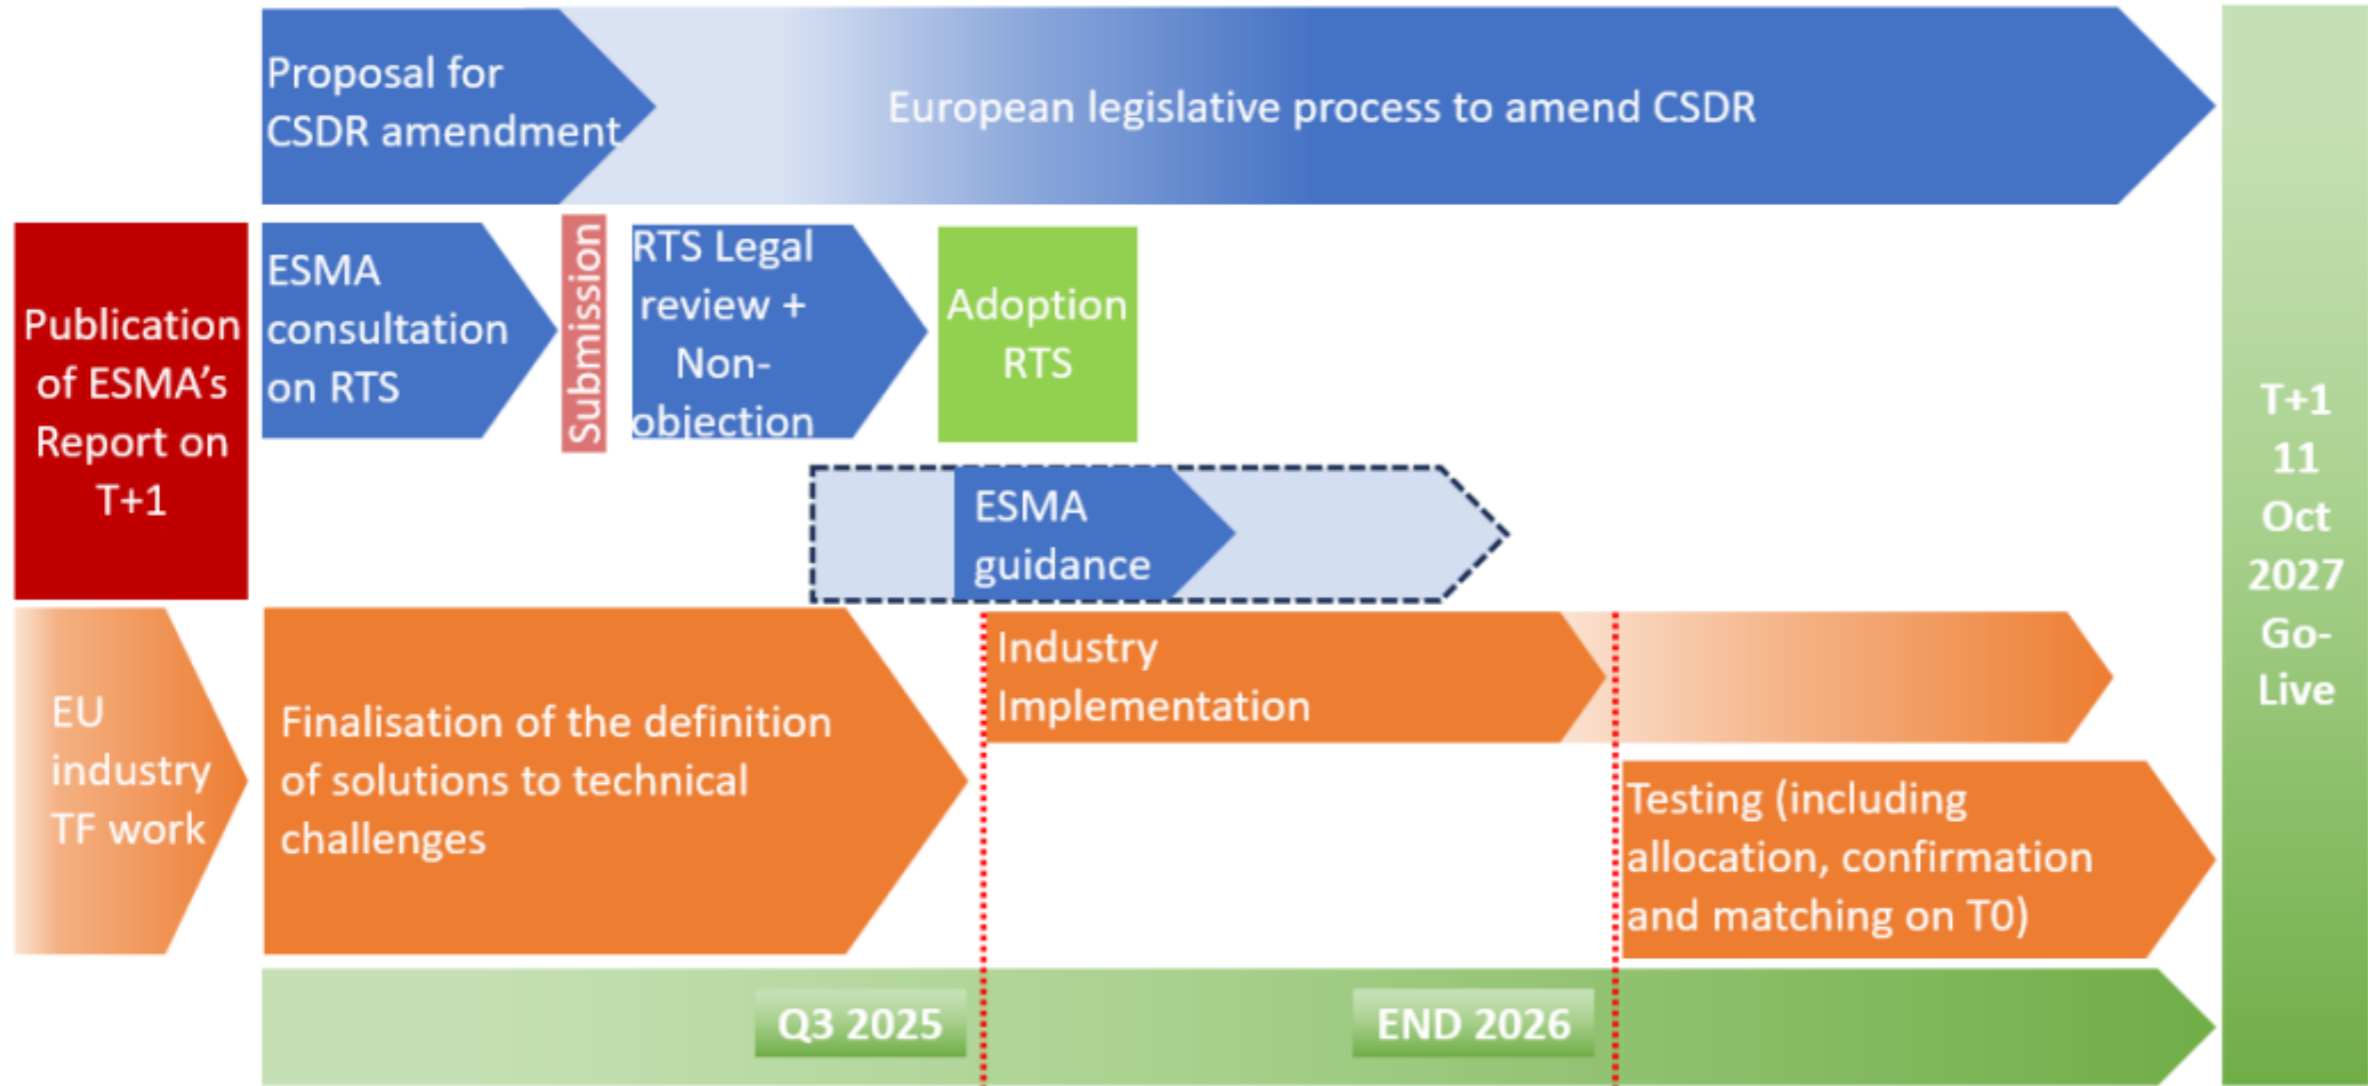 Proposal for
CSDR amendment
European legislative process to amend CSDR
Publication
of ESMA's
Report on
T+1
ESMA
consultation
on RTS
Submission
RTS Legal
review +
Non-
objection
Adoption
RTS
ESMA
guidance
EU
industry
TF work
Finalisation of the definition
of solutions to technical
challenges
Industry
Implementation
Testing (including
allocation, confirmation
and matching on T0)
Q3 2025
END 2026
T+1
11
Oct
2027
Go-
Live